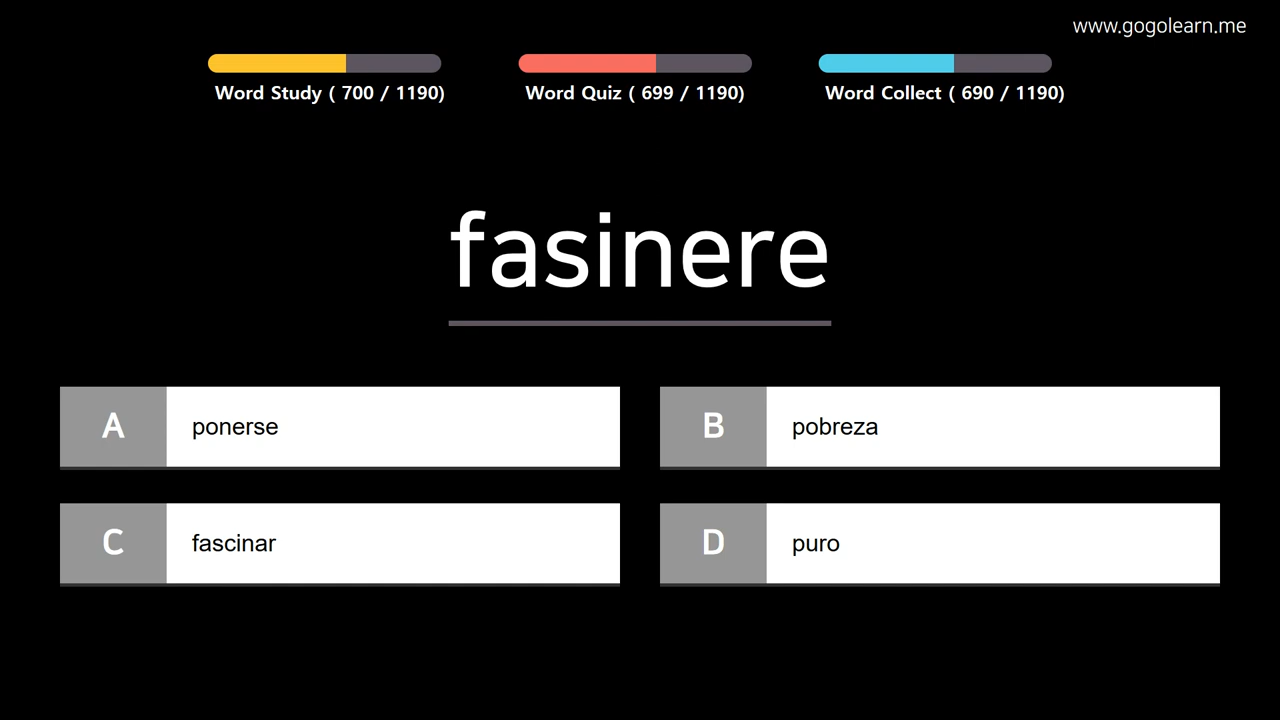 www.gogolearn.me
Word Study ( 700 / 1190)
Word Quiz ( 699 / 1190)
Word Collect ( 690 / 1190)
fasinere
A
ponerse
B
pobreza
C
fascinar
D
puro